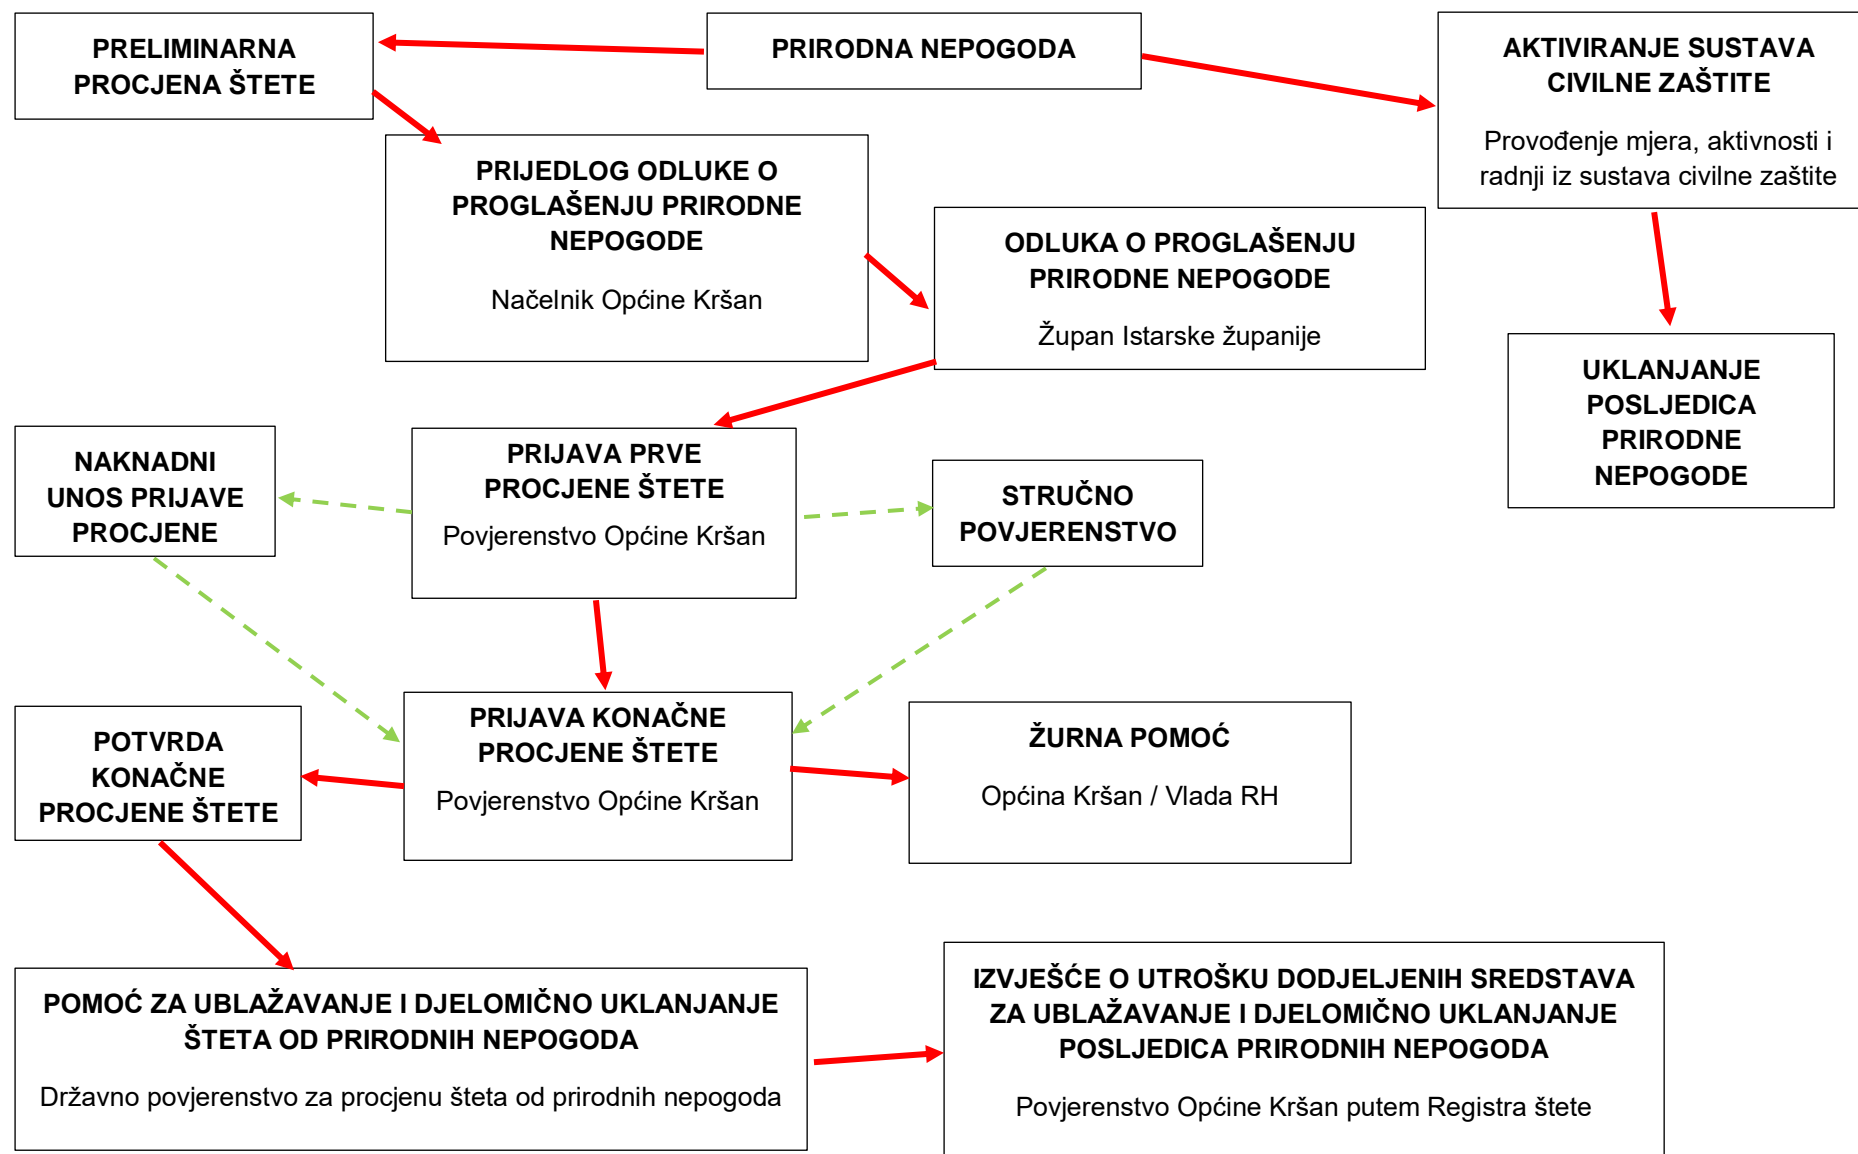 PRELIMINARNA
PROCJENA ŠTETE
PRIRODNA NEPOGODA
AKTIVIRANJE SUSTAVA
CIVILNE ZAŠTITE
Provođenje mjera, aktivnosti i
radnji iz sustava civilne zaštite
PRIJEDLOG ODLUKE O
PROGLAŠENJU PRIRODNE
NEPOGODE
Načelnik Općine Kršan
ODLUKA O PROGLAŠENJU
PRIRODNE NEPOGODE
Župan Istarske županije
UKLANJANJE
POSLJEDICA
PRIRODNE
NEPOGODE
NAKNADNI
UNOS PRIJAVE
PROCJENE
PRIJAVA PRVE
PROCJENE ŠTETE
Povjerenstvo Općine Kršan
STRUČNO
POVJERENSTVO
POTVRDA
KONAČNE
PROCJENE ŠTETE
PRIJAVA KONAČNE
PROCJENE ŠTETE
Povjerenstvo Općine Kršan
ŽURNA POMOĆ
Općina Kršan / Vlada RH
POMOĆ ZA UBLAŽAVANJE I DJELOMIČNO UKLANJANJE
ŠTETA OD PRIRODNIH NEPOGODA
Državno povjerenstvo za procjenu šteta od prirodnih nepogoda
IZVJEŠĆE O UTROŠKU DODJELJENIH SREDSTAVA
ZA UBLAŽAVANJE I DJELOMIČNO UKLANJANJE
POSLJEDICA PRIRODNIH NEPOGODA
Povjerenstvo Općine Kršan putem Registra štete